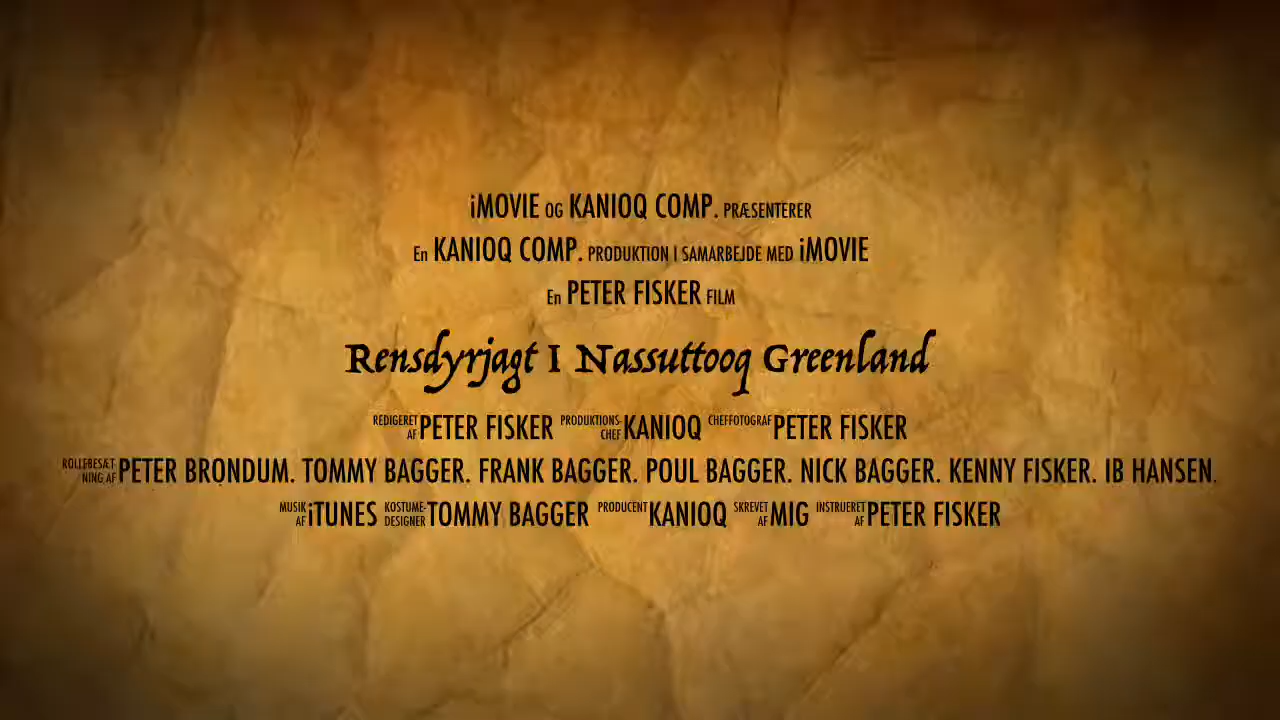 iMOVIE OG KANIOQ COMP. PRÆSENTERER
En KANIOQ COMP. PRODUKTION I SAMARBEJDE MED iMOVIE
En PETER FISKER FILM
Rensdyrjagt I Nassuttooq Greenland
REDIGERET AF PETER FISKER PRODUKTIONS-CHEF KANIOQ CHEFFOTOGRAF PETER FISKER
ROLLEBESÆT-NING AF PETER BRONDUM. TOMMY BAGGER. FRANK BAGGER. POUL BAGGER. NICK BAGGER. KENNY FISKER. IB HANSEN.
MUSIK AF iTUNES KOSTUME-DESIGNER TOMMY BAGGER PRODUCENT KANIOQ SKREVET AF MIG INSTRUERET AF PETER FISKER